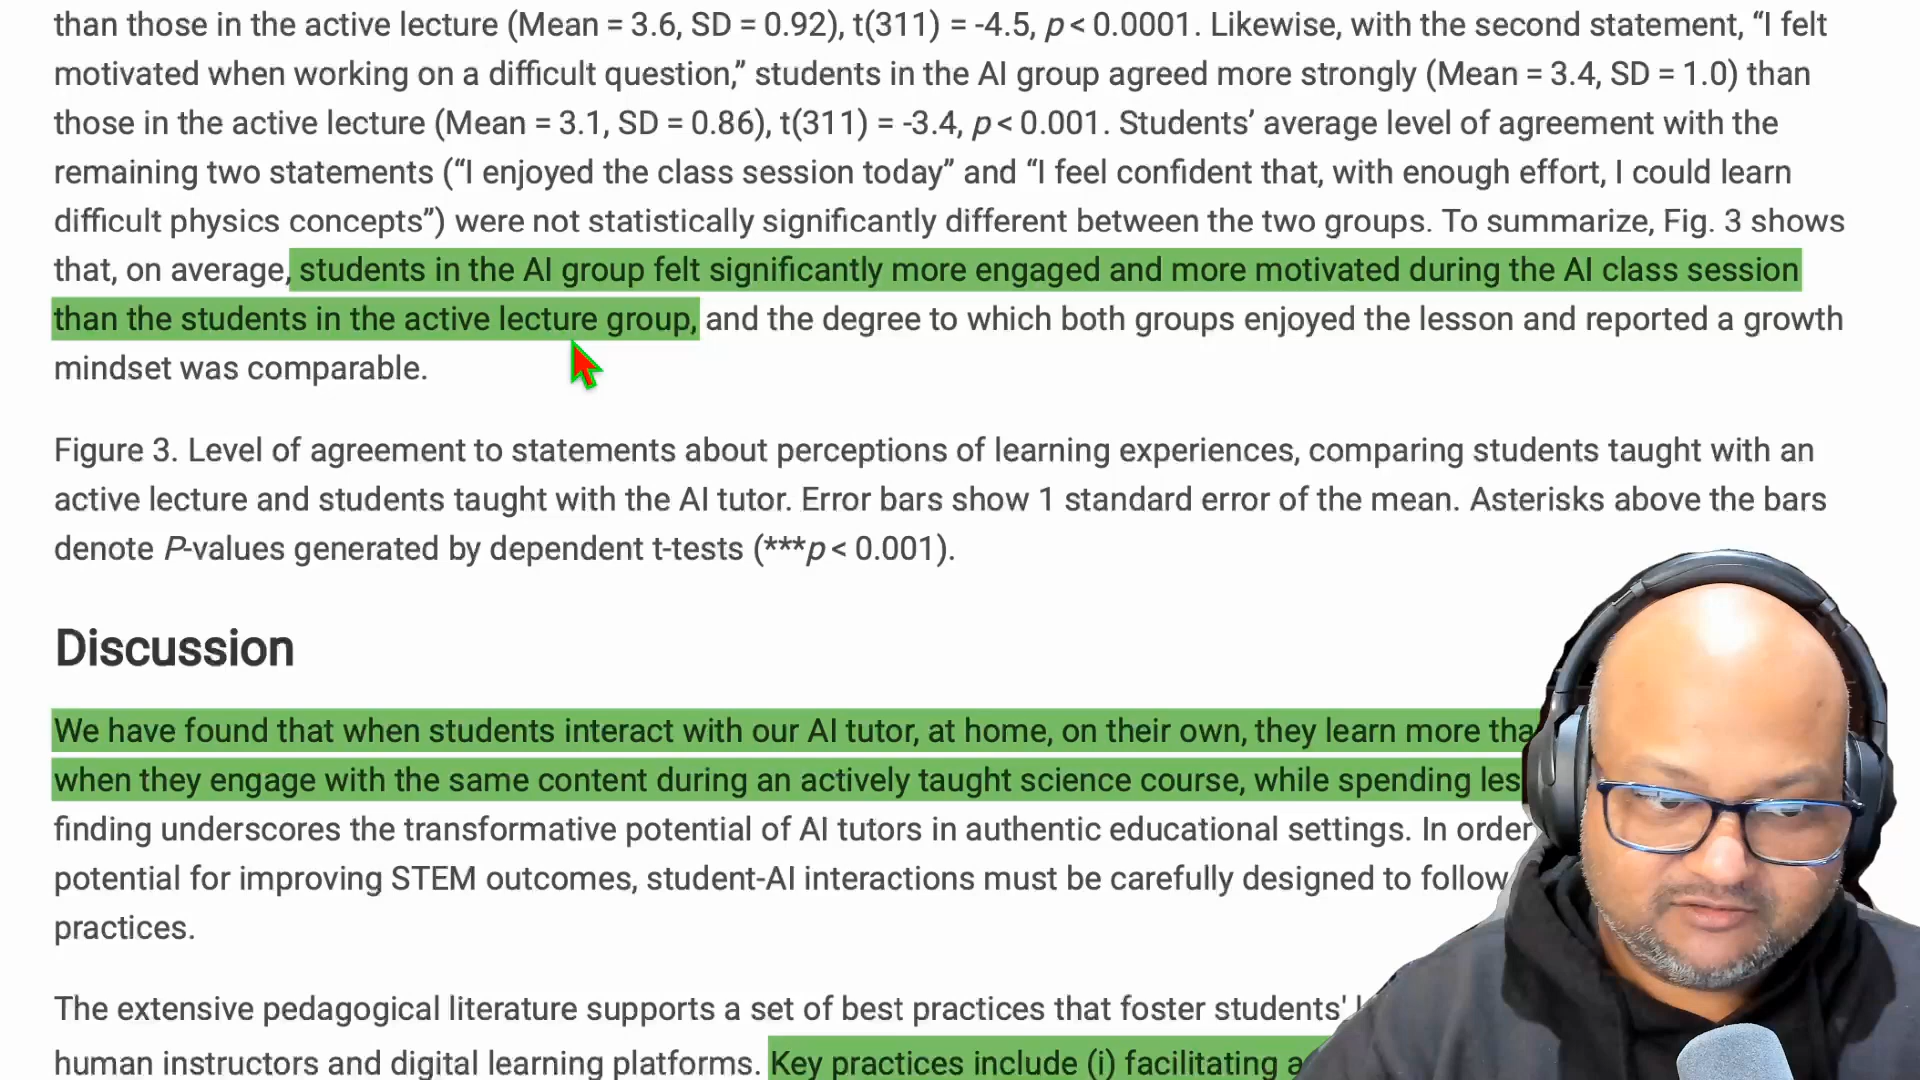 than those in the active lecture (Mean = 3.6, SD = 0.92), t(311) = -4.5, p < 0.0001. Likewise, with the second statement, “I felt
motivated when working on a difficult question,” students in the AI group agreed more strongly (Mean = 3.4, SD = 1.0) than
those in the active lecture (Mean = 3.1, SD = 0.86), t(311) = -3.4, p < 0.001. Students’ average level of agreement with the
remaining two statements (“I enjoyed the class session today” and “I feel confident that, with enough effort, I could learn
difficult physics concepts”) were not statistically significantly different between the two groups. To summarize, Fig. 3 shows
that, on average, students in the AI group felt significantly more engaged and more motivated during the AI class session
than the students in the active lecture group, and the degree to which both groups enjoyed the lesson and reported a growth
mindset was comparable.
Figure 3. Level of agreement to statements about perceptions of learning experiences, comparing students taught with an
active lecture and students taught with the AI tutor. Error bars show 1 standard error of the mean. Asterisks above the bars
denote P-values generated by dependent t-tests (***p < 0.001).
Discussion
We have found that when students interact with our AI tutor, at home, on their own, they learn more
when they engage with the same content during an actively taught science course, while spending
finding underscores the transformative potential of AI tutors in authentic educational settings. In order
potential for improving STEM outcomes, student-AI interactions must be carefully designed to follow
practices.
The extensive pedagogical literature supports a set of best practices that foster students'
human instructors and digital learning platforms. Key practices include (i) facilitating